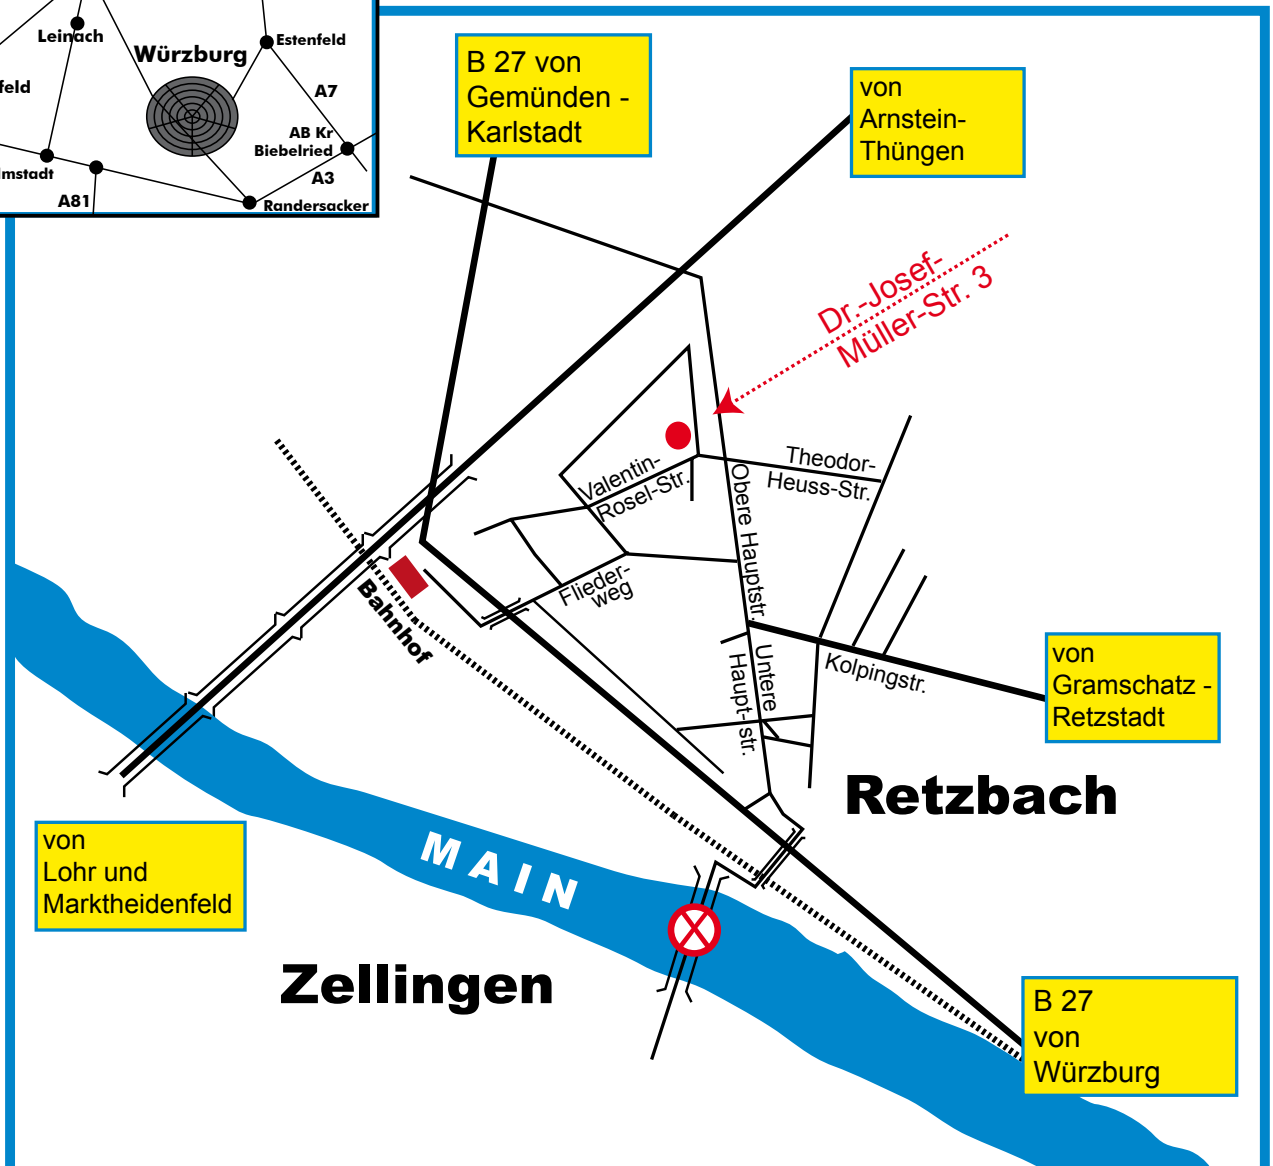 Leinach
Würzburg
Estenfeld
feld
A7
AB Kr
Biebelried
A3
A81
Randersacker
B 27 von
Gemünden -
Karlstadt
von
Arnstein-
Thüngen
Dr.-Josef-
Müller-Str. 3
Valentin-
Rosel-Str.
Theodor-
Heuss-Str.
Obere Hauptstr.
Flieder-
weg
Bahnhof
Untere
Haupt-str.
Kolpingstr.
von
Gramschatz -
Retzstadt
Retzbach
von
Lohr und
Marktheidenfeld
MAIN
Zellingen
B 27
von
Würzburg